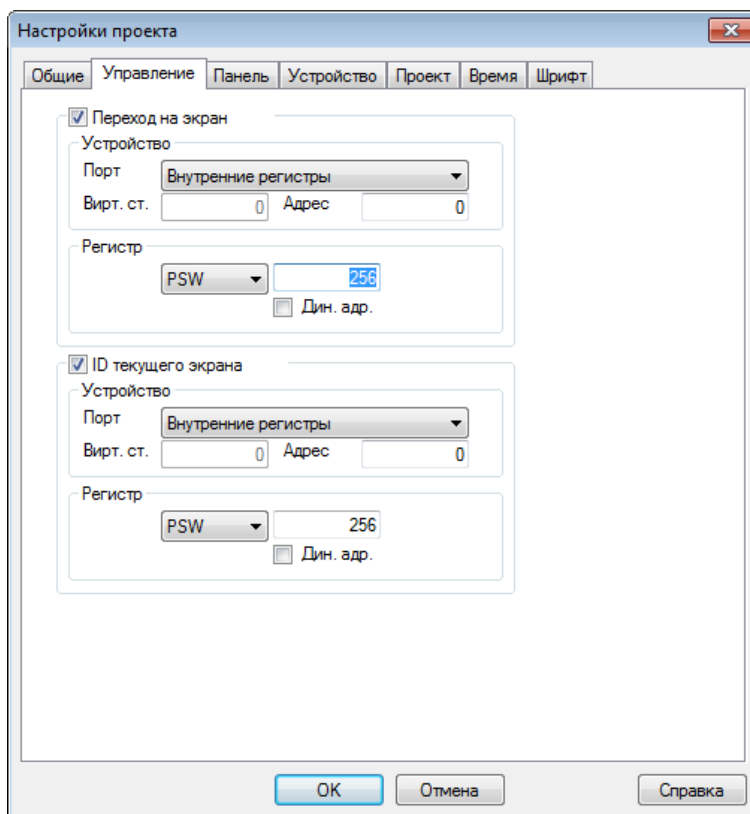 Настройки проекта
Общие Управление Панель Устройство Проект Время Шрифт
Переход на экран
Устройство
Порт Внутренние регистры
Вирт. ст. 0 Адрес 0
Регистр
PSW 256
Дин. адр.
ID текущего экрана
Устройство
Порт Внутренние регистры
Вирт. ст. 0 Адрес 0
Регистр
PSW 256
Дин. адр.
OK Отмена Справка